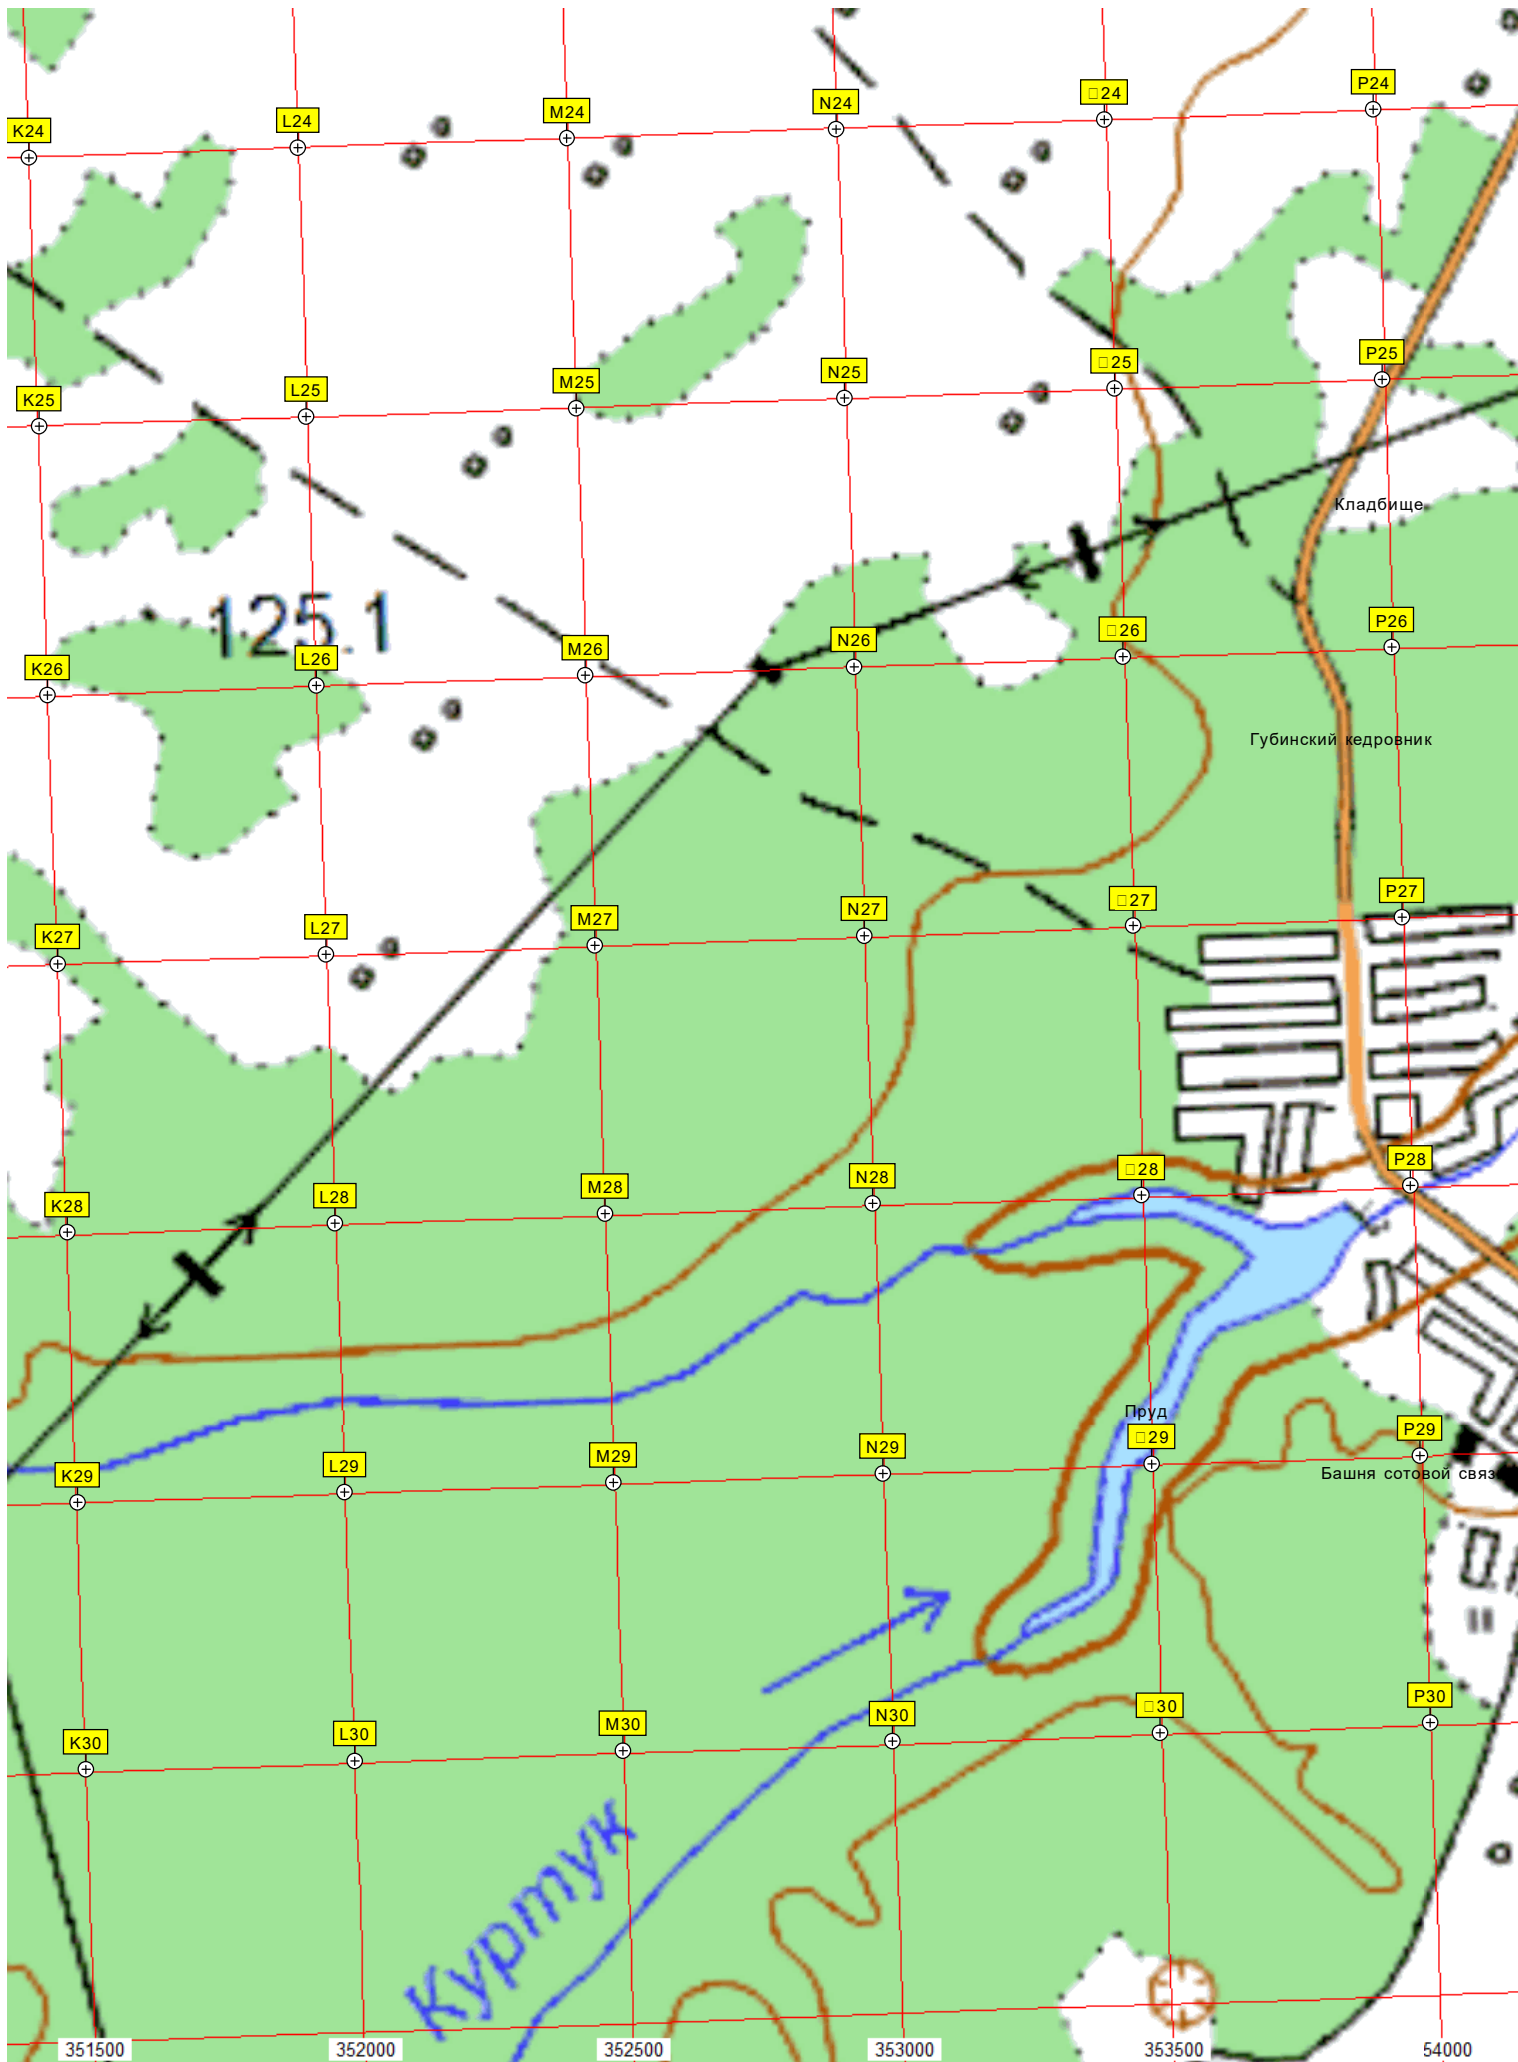 K24 L24 M24 N24 □24 P24
K25 L25 M25 N25 □25 P25
Кладбище
125.1
K26 L26 M26 N26 □26 P26
Губинский кедровник
K27 L27 M27 N27 □27 P27
K28 L28 M28 N28 □28 P28
Пруд
K29 L29 M29 N29 □29 P29
Башня сотовой связ
K30 L30 M30 N30 □30 P30
Куртук
351500 352000 352500 353000 353500 54000